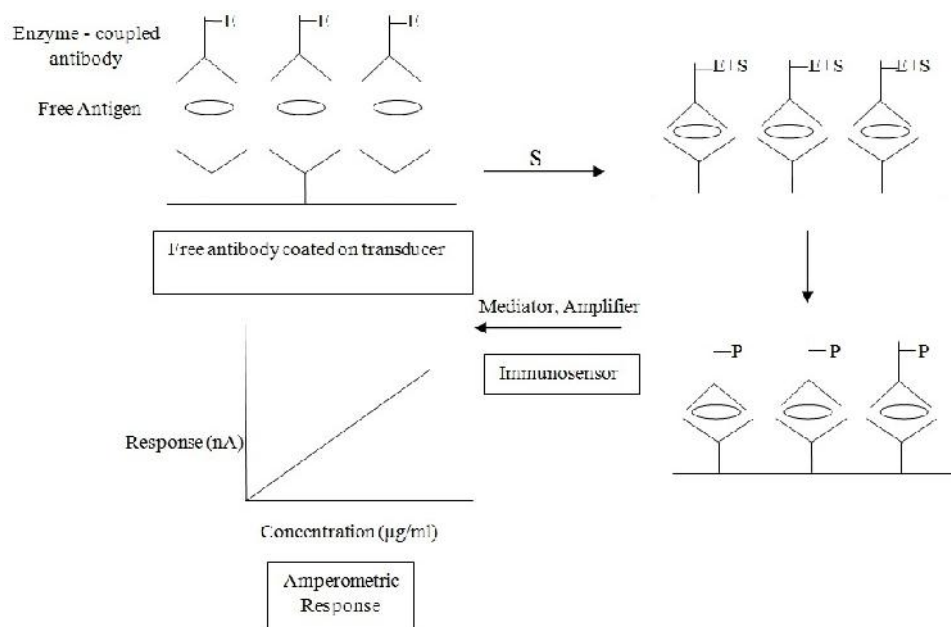 E E E
Enzyme - coupled
antibody
Free Antigen
E+S E+S E+S
S
Free antibody coated on transducer
Mediator, Amplifier
Immunosensor
P P P
Response (nA)
Concentration (µg/ml)
Amperometric
Response